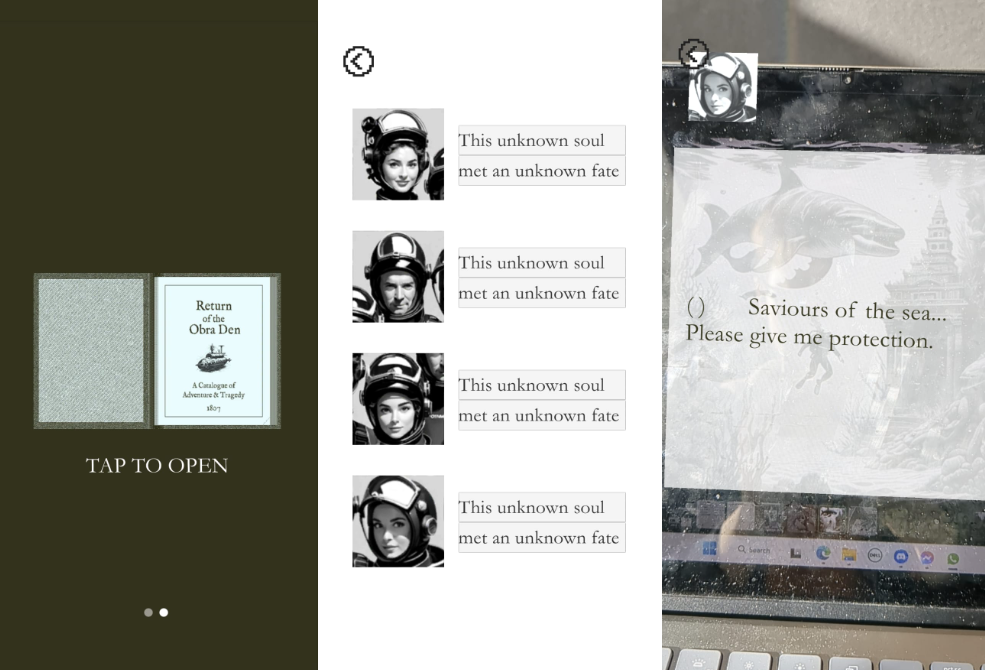 Return
of the
Obra Den
A Catalogue of
Adventure & Tragedy
1807
TAP TO OPEN
This unknown soul
met an unknown fate
This unknown soul
met an unknown fate
This unknown soul
met an unknown fate
This unknown soul
met an unknown fate
( ) Saviours of the sea...
Please give me protection.
Search
DELL